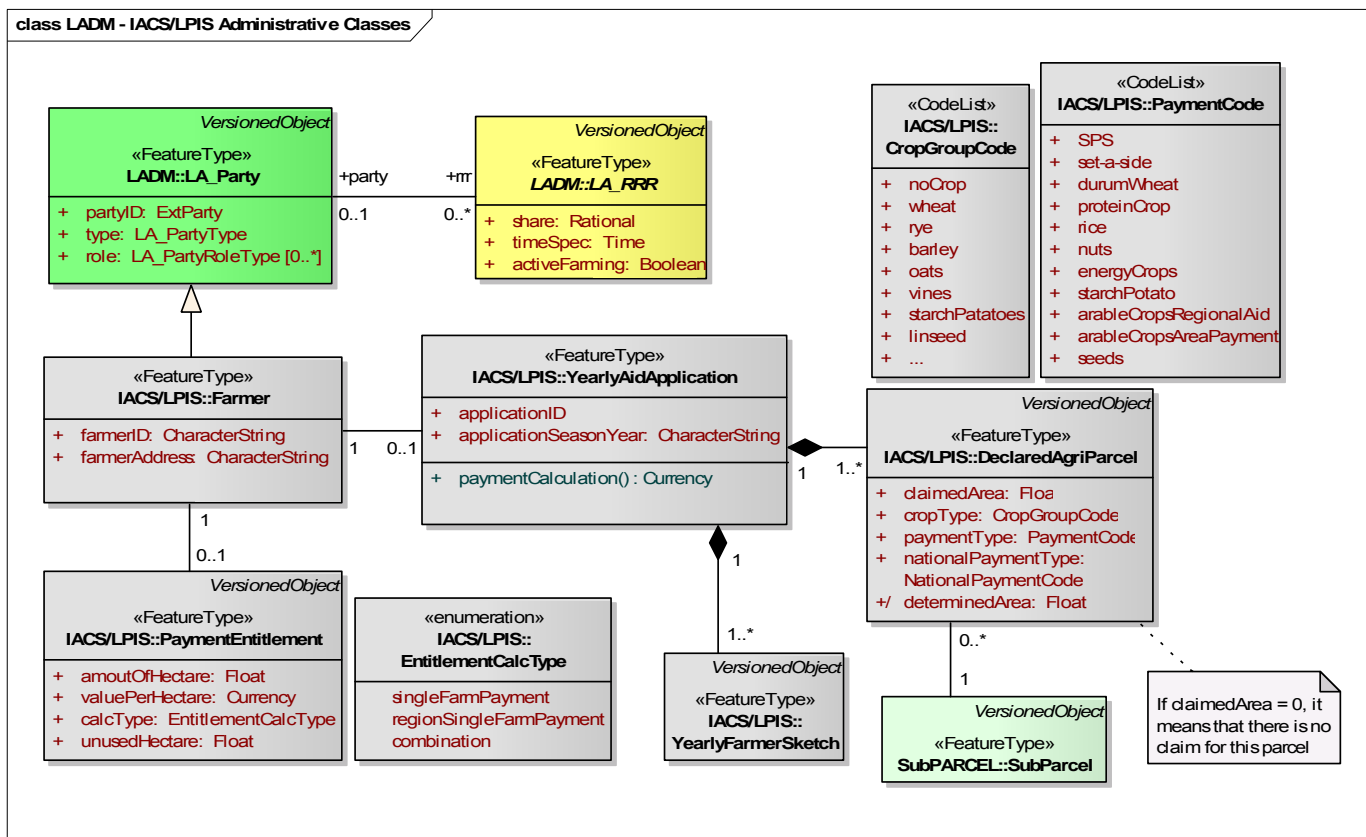 class LADM - IACS/LPIS Administrative Classes
VersionedObject
«FeatureType»
LADM::LA_Party
+ partyID: ExtParty
+ type: LA_PartyType
+ role: LA_PartyRoleType [0..*]
+party
0..1
+rrr
0..*
VersionedObject
«FeatureType»
LADM::LA_RRR
+ share: Rational
+ timeSpec: Time
+ activeFarming: Boolean
«CodeList»
IACS/LPIS::
CropGroupCode
+ noCrop
+ wheat
+ rye
+ barley
+ oats
+ vines
+ starchPatatoes
+ linseed
+ ...
«CodeList»
IACS/LPIS::PaymentCode
+ SPS
+ set-a-side
+ durumWheat
+ proteinCrop
+ rice
+ nuts
+ energyCrops
+ starchPotato
+ arableCropsRegionalAid
+ arableCropsAreaPayment
+ seeds
«FeatureType»
IACS/LPIS::Farmer
+ farmerID: CharacterString
+ farmerAddress: CharacterString
1
0..1
«FeatureType»
IACS/LPIS::YearlyAidApplication
+ applicationID
+ applicationSeasonYear: CharacterString
+ paymentCalculation() : Currency
1
1..*
VersionedObject
«FeatureType»
IACS/LPIS::DeclaredAgriParcel
+ claimedArea: Floa
+ cropType: CropGroupCode
+ paymentType: PaymentCode
+ nationalPaymentType:
NationalPaymentCode
+/ determinedArea: Float
1
0..1
VersionedObject
«FeatureType»
IACS/LPIS::PaymentEntitlement
+ amoutOfHectare: Float
+ valuePerHectare: Currency
+ calcType: EntitlementCalcType
+ unusedHectare: Float
«enumeration»
IACS/LPIS::
EntitlementCalcType
singleFarmPayment
regionSingleFarmPayment
combination
1
1..*
VersionedObject
«FeatureType»
IACS/LPIS::
YearlyFarmerSketch
0..*
1
VersionedObject
«FeatureType»
SubPARCEL::SubParcel
If claimedArea = 0, it
means that there is no
claim for this parcel